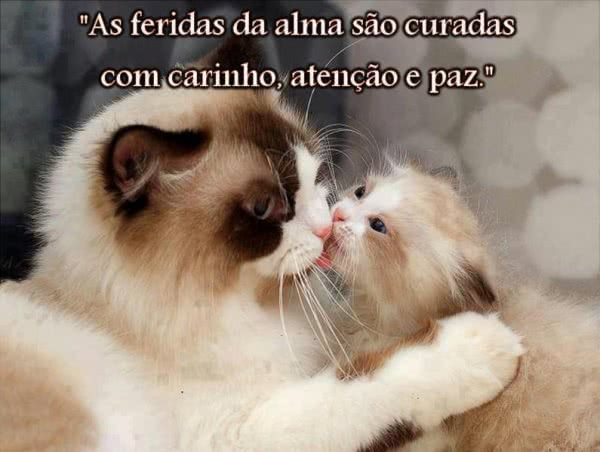 "As feridas da alma são curadas
com carinho, atenção e paz."